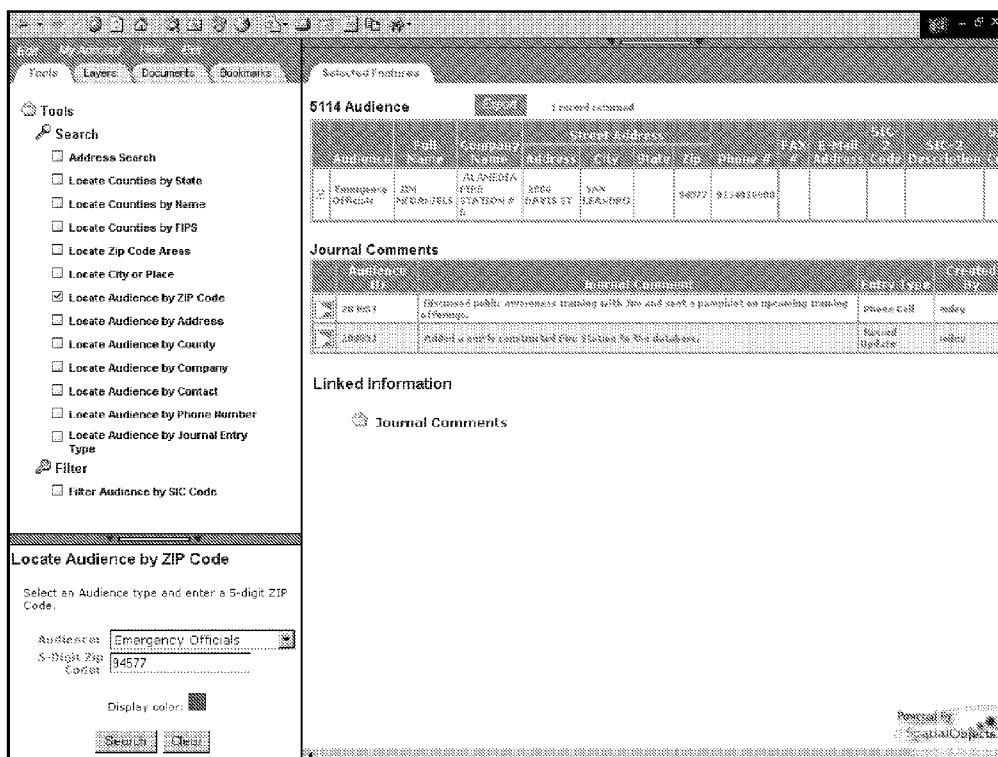 Edit My Account Help Exit
Tools Layers Documents Bookmarks
Tools
Search
Address Search
Locate Counties by State
Locate Counties by Name
Locate Counties by FIPS
Locate Zip Code Areas
Locate City or Place
Locate Audience by ZIP Code
Locate Audience by Address
Locate Audience by County
Locate Audience by Company
Locate Audience by Contact
Locate Audience by Phone Number
Locate Audience by Journal Entry
Type
Filter
Filter Audience by SIC Code
Locate Audience by ZIP Code
Select an Audience type and enter a 5-digit ZIP
Code.
Audience: Emergency Officials
5-Digit Zip
Code: 94577
Display color:
Search Clear
Selected Features
5114 Audience Export 1 record returned
Street Address
Audience Full Name Company Name Address City State Zip Phone # FAX # E-Mail Address SIC-2 Code SIC-2 Description
Emergency Officials JIM ALAMEDA FIRE STATION # 2000 DAVIS ST SAN LEANDRO 94577
Journal Comments
Audience ID Journal Comment Entry Type Created By
Discussed public awareness training with Jim and sent a pamphlet on upcoming training offerings. Phone Call
Added a newly constructed Fire Station to the database. Record Update
Linked Information
Journal Comments
Powered By
SpatialObjects